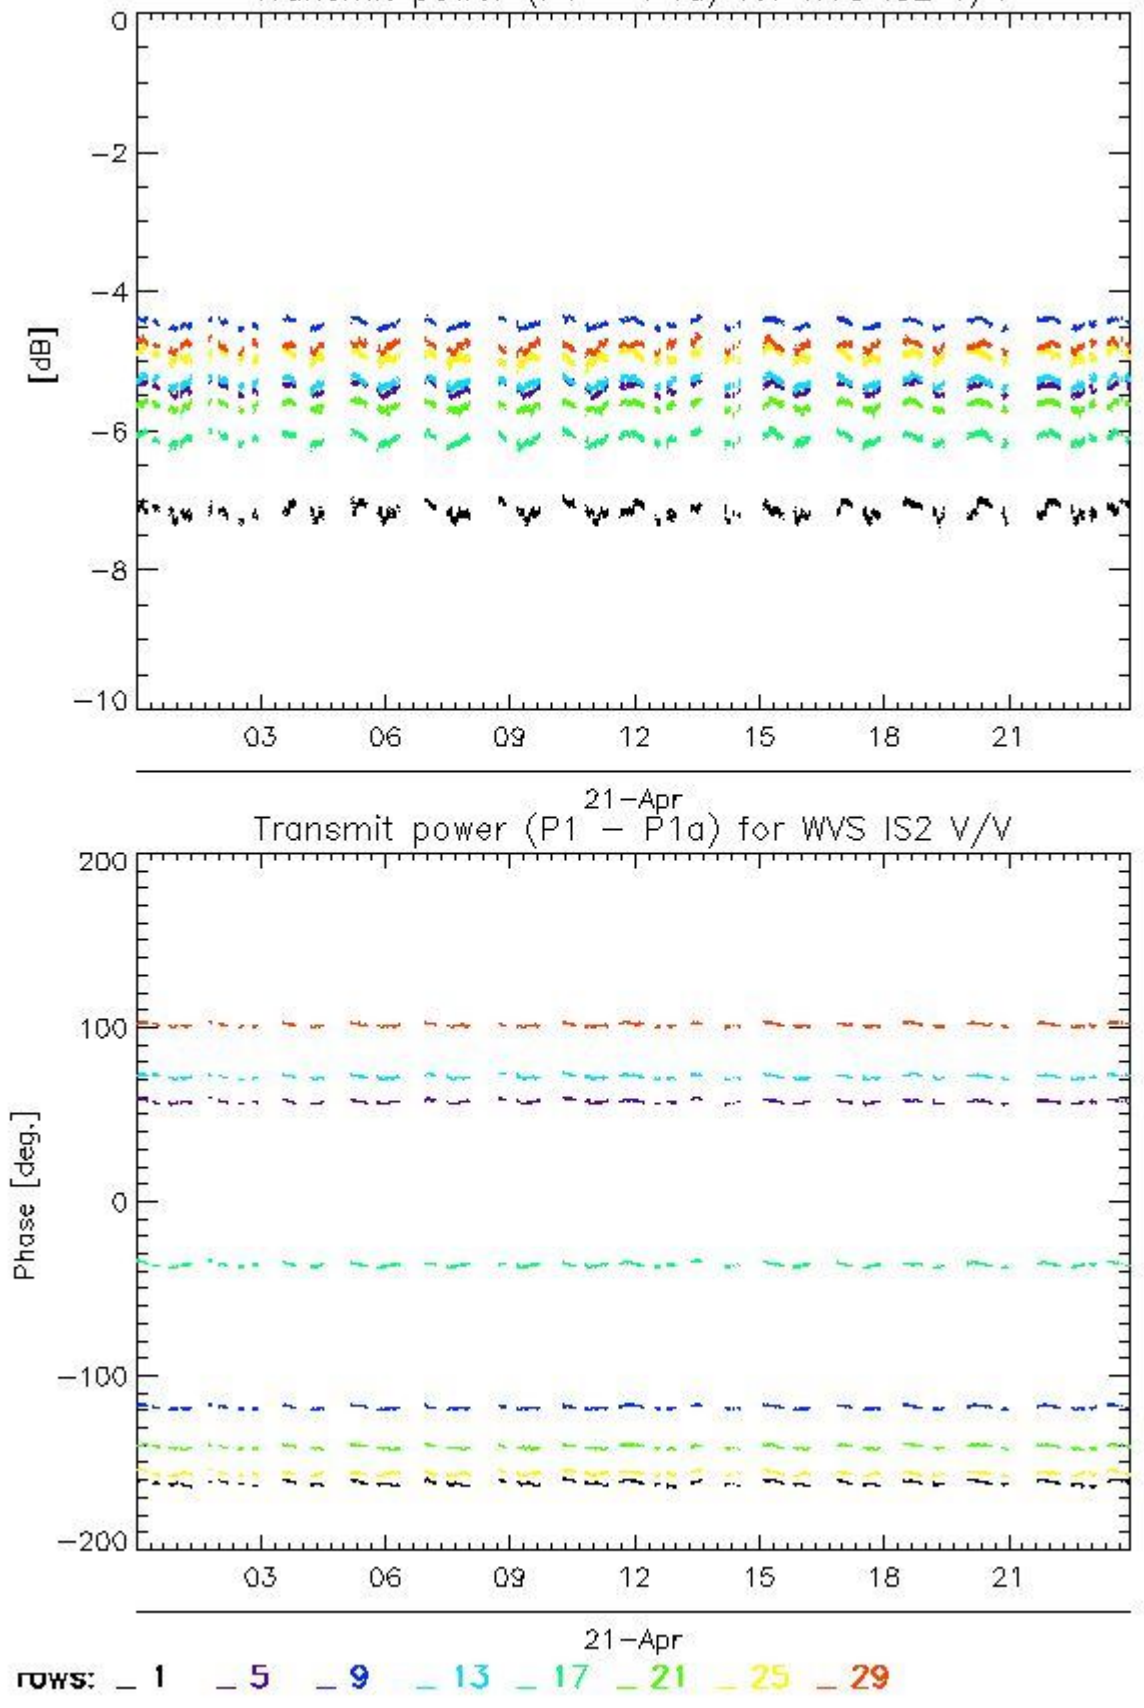 0
−2
−4
[dB]
−6
−8
−10
03 06 09 12 15 18 21
21−Apr
Transmit power (P1 − P1a) for WVS IS2 V/V
200
100
Phase [deg.]
0
−100
−200
03 06 09 12 15 18 21
21−Apr
rows: _ 1 _ 5 _ 9 _ 13 _ 17 _ 21 _ 25 _ 29